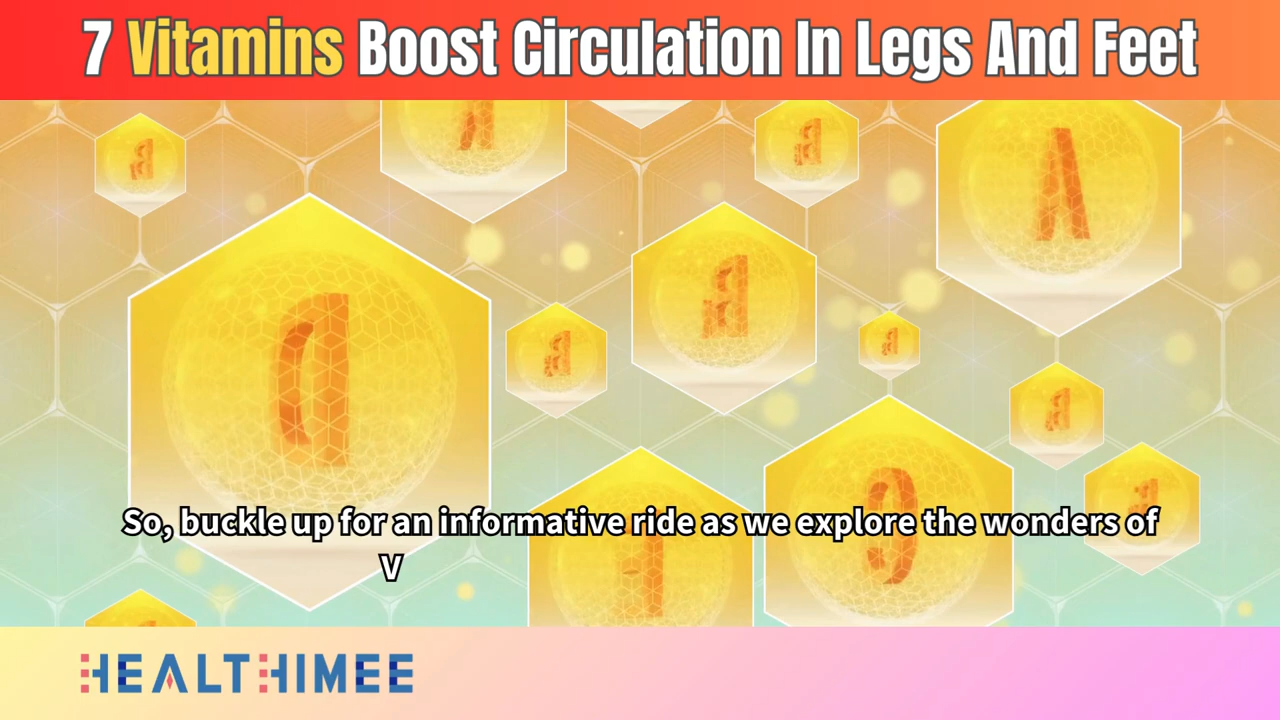 7 Vitamins Boost Circulation In Legs And Feet
A
So, buckle up for an informative ride as we explore the wonders of
V
HEALTHIMEE